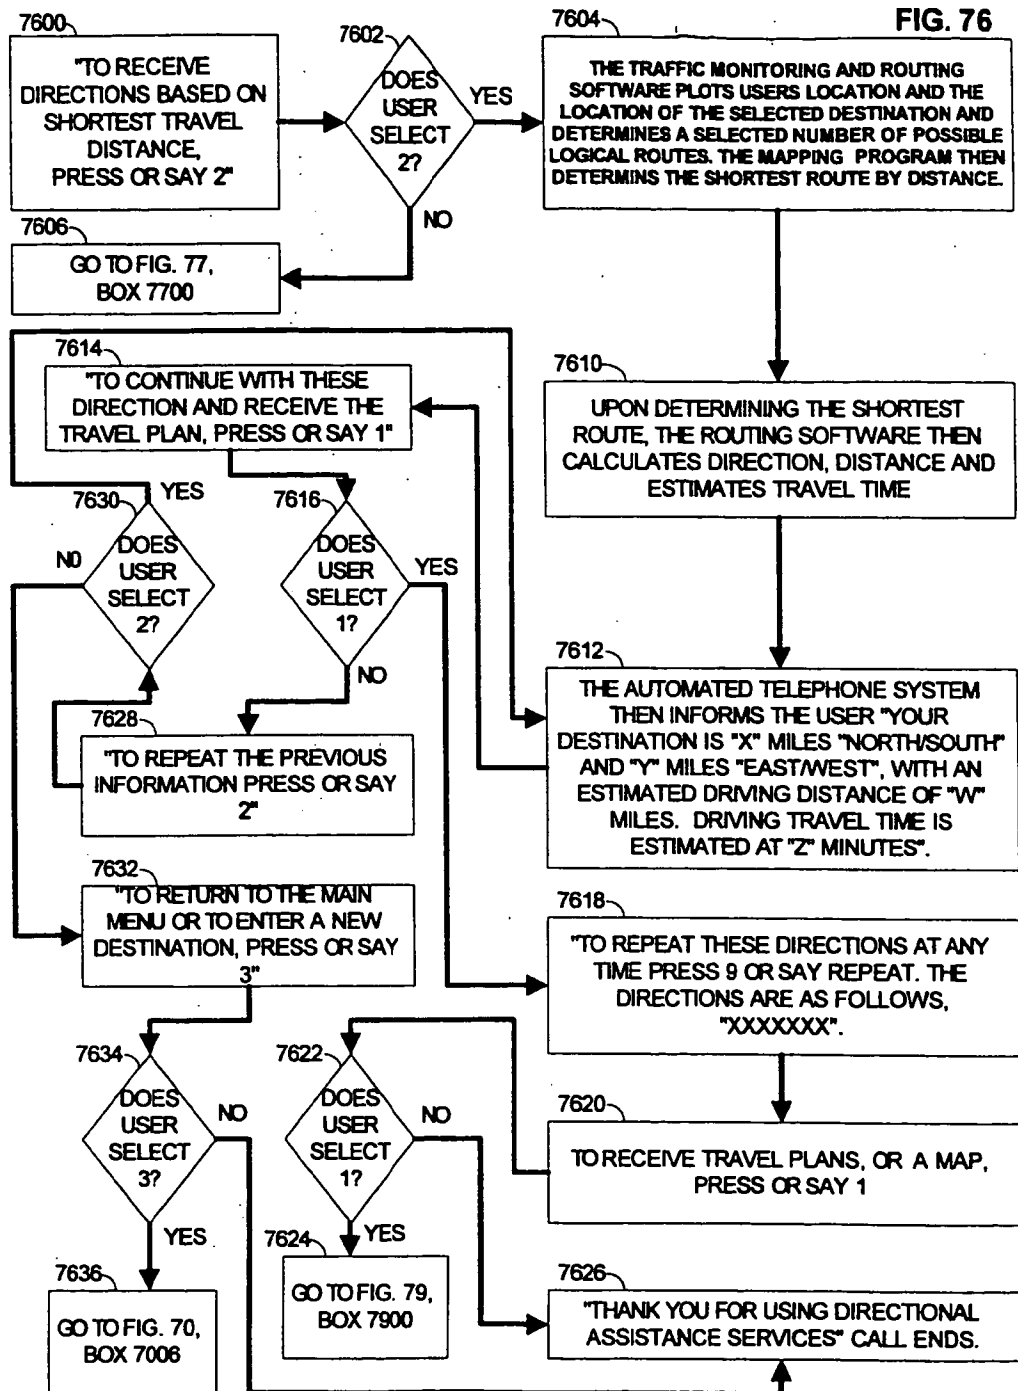 FIG. 76
7600
"TO RECEIVE
DIRECTIONS BASED ON
SHORTEST TRAVEL
DISTANCE,
PRESS OR SAY 2"
7602
DOES
USER
SELECT
2?
YES
NO
7604
THE TRAFFIC MONITORING AND ROUTING
SOFTWARE PLOTS USERS LOCATION AND THE
LOCATION OF THE SELECTED DESTINATION AND
DETERMINES A SELECTED NUMBER OF POSSIBLE
LOGICAL ROUTES. THE MAPPING PROGRAM THEN
DETERMINS THE SHORTEST ROUTE BY DISTANCE.
7606
GO TO FIG. 77,
BOX 7700
7610
UPON DETERMINING THE SHORTEST
ROUTE, THE ROUTING SOFTWARE THEN
CALCULATES DIRECTION, DISTANCE AND
ESTIMATES TRAVEL TIME
7614
"TO CONTINUE WITH THESE
DIRECTION AND RECEIVE THE
TRAVEL PLAN, PRESS OR SAY 1"
7630
YES
DOES
USER
SELECT
2?
NO
7616
DOES
USER
SELECT
1?
YES
NO
7612
THE AUTOMATED TELEPHONE SYSTEM
THEN INFORMS THE USER "YOUR
DESTINATION IS "X" MILES "NORTH/SOUTH"
AND "Y" MILES "EAST/WEST", WITH AN
ESTIMATED DRIVING DISTANCE OF "W"
MILES. DRIVING TRAVEL TIME IS
ESTIMATED AT "Z" MINUTES".
7628
"TO REPEAT THE PREVIOUS
INFORMATION PRESS OR SAY
2"
7632
"TO RETURN TO THE MAIN
MENU OR TO ENTER A NEW
DESTINATION, PRESS OR SAY
3"
7618
"TO REPEAT THESE DIRECTIONS AT ANY
TIME PRESS 9 OR SAY REPEAT. THE
DIRECTIONS ARE AS FOLLOWS,
"XXXXXXX".
7634
DOES
USER
SELECT
3?
NO
YES
7622
DOES
USER
SELECT
1?
NO
YES
7620
TO RECEIVE TRAVEL PLANS, OR A MAP,
PRESS OR SAY 1
7636
GO TO FIG. 70,
BOX 7006
7624
GO TO FIG. 79,
BOX 7900
7626
"THANK YOU FOR USING DIRECTIONAL
ASSISTANCE SERVICES" CALL ENDS.